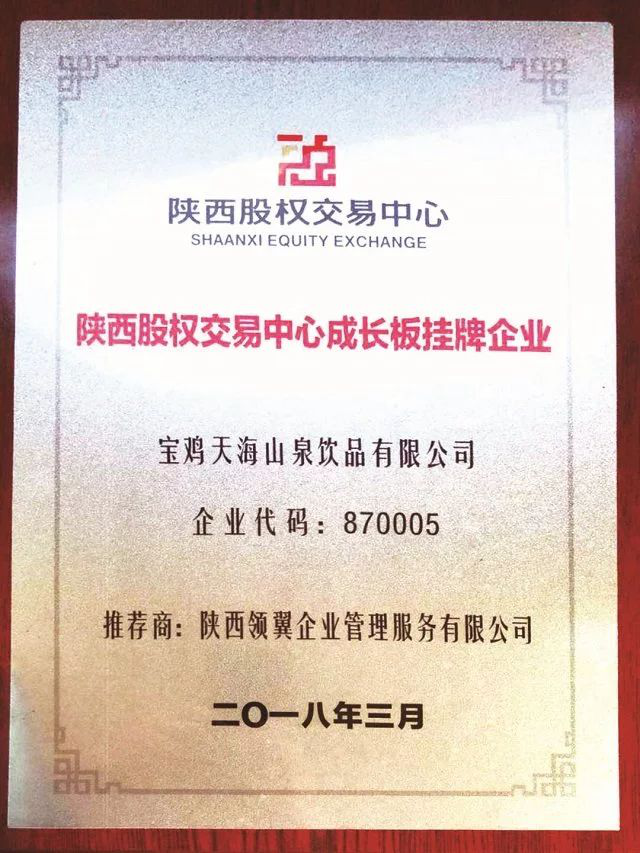 陕西股权交易中心
SHAANXI EQUITY EXCHANGE
陕西股权交易中心成长板挂牌企业
宝鸡天海山泉饮品有限公司
企业代码：870005
推荐商：陕西领翼企业管理服务有限公司
二〇一八年三月